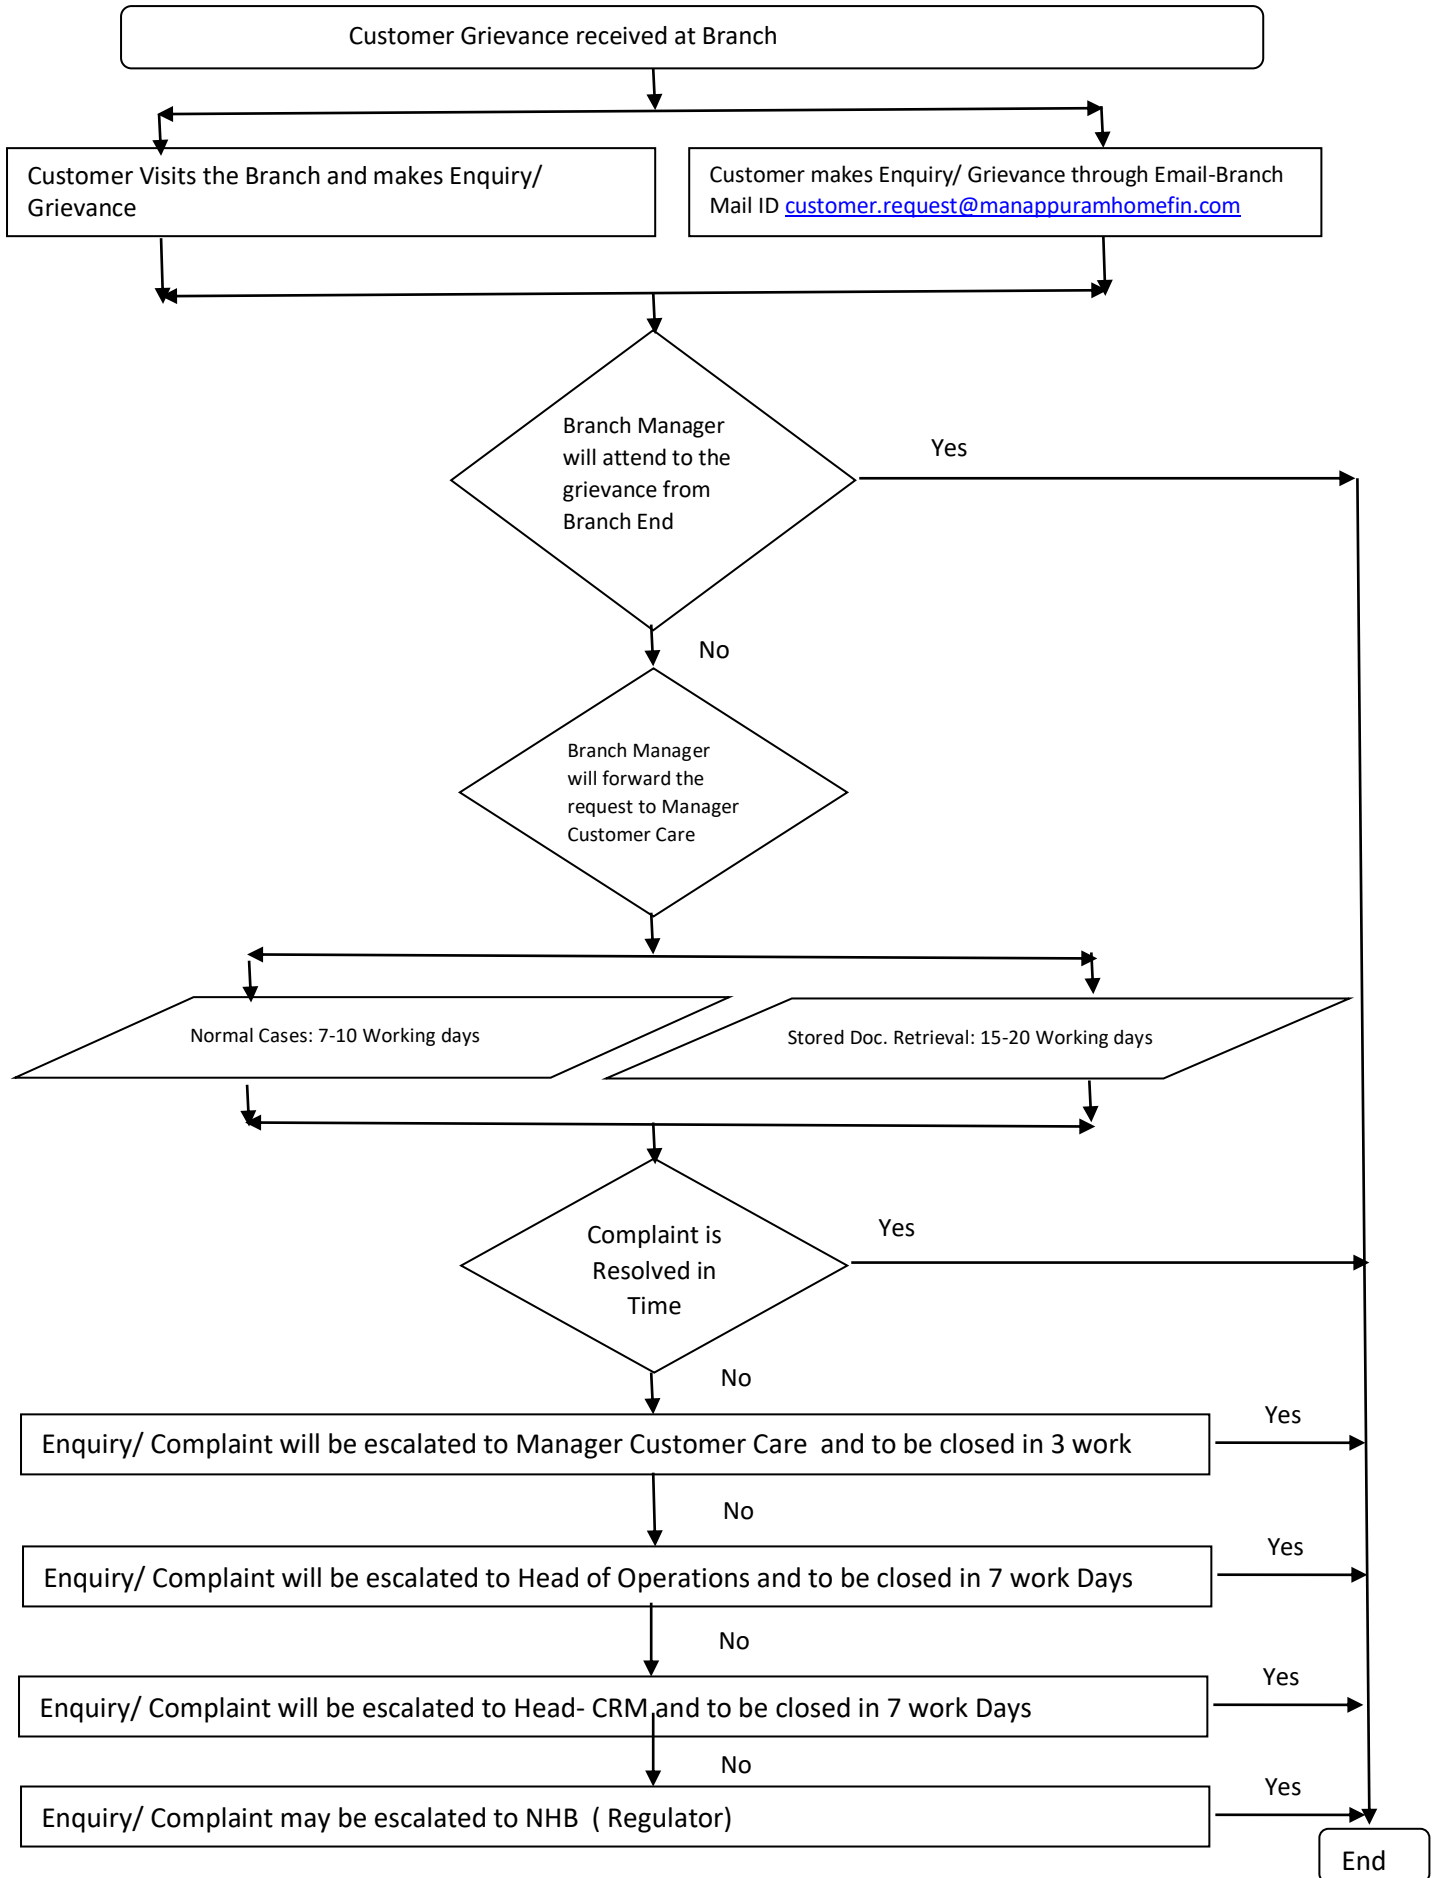 Customer Grievance received at Branch
Customer Visits the Branch and makes Enquiry/
Grievance
Customer makes Enquiry/ Grievance through Email-Branch
Mail ID customer.request@manappuramhomefin.com
Branch Manager
will attend to the
grievance from
Branch End
Yes
No
Branch Manager
will forward the
request to Manager
Customer Care
Normal Cases: 7-10 Working days
Stored Doc. Retrieval: 15-20 Working days
Complaint is
Resolved in
Time
Yes
No
Enquiry/ Complaint will be escalated to Manager Customer Care  and to be closed in 3 work
Yes
No
Enquiry/ Complaint will be escalated to Head of Operations and to be closed in 7 work Days
Yes
No
Enquiry/ Complaint will be escalated to Head- CRM and to be closed in 7 work Days
Yes
No
Enquiry/ Complaint may be escalated to NHB  ( Regulator)
Yes
End